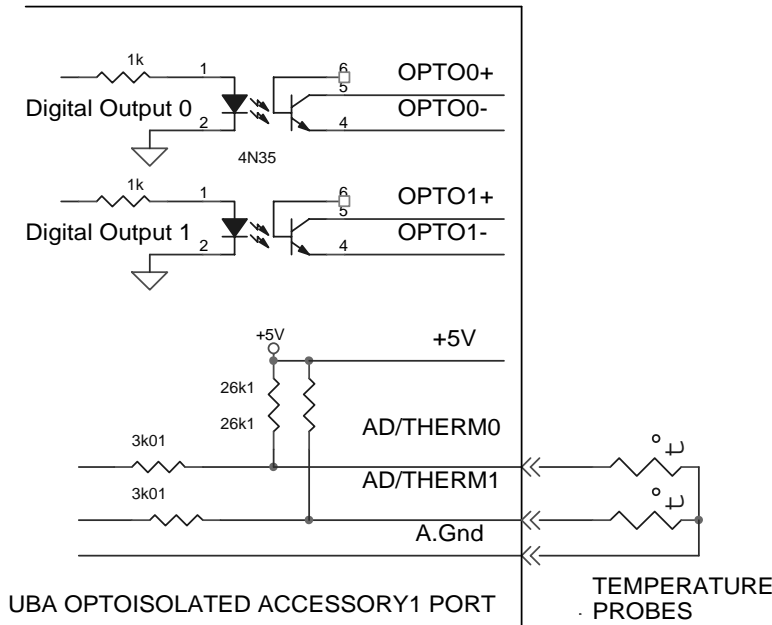 1k
1
6
OPTO0+
5
Digital Output 0
OPTO0-
2
4
4N35
1k
1
6
OPTO1+
5
Digital Output 1
OPTO1-
2
4
+5V
+5V
26k1
26k1
AD/THERM0
3k01
t
AD/THERM1
3k01
t
A.Gnd
UBA OPTOISOLATED ACCESSORY1 PORT
TEMPERATURE
PROBES